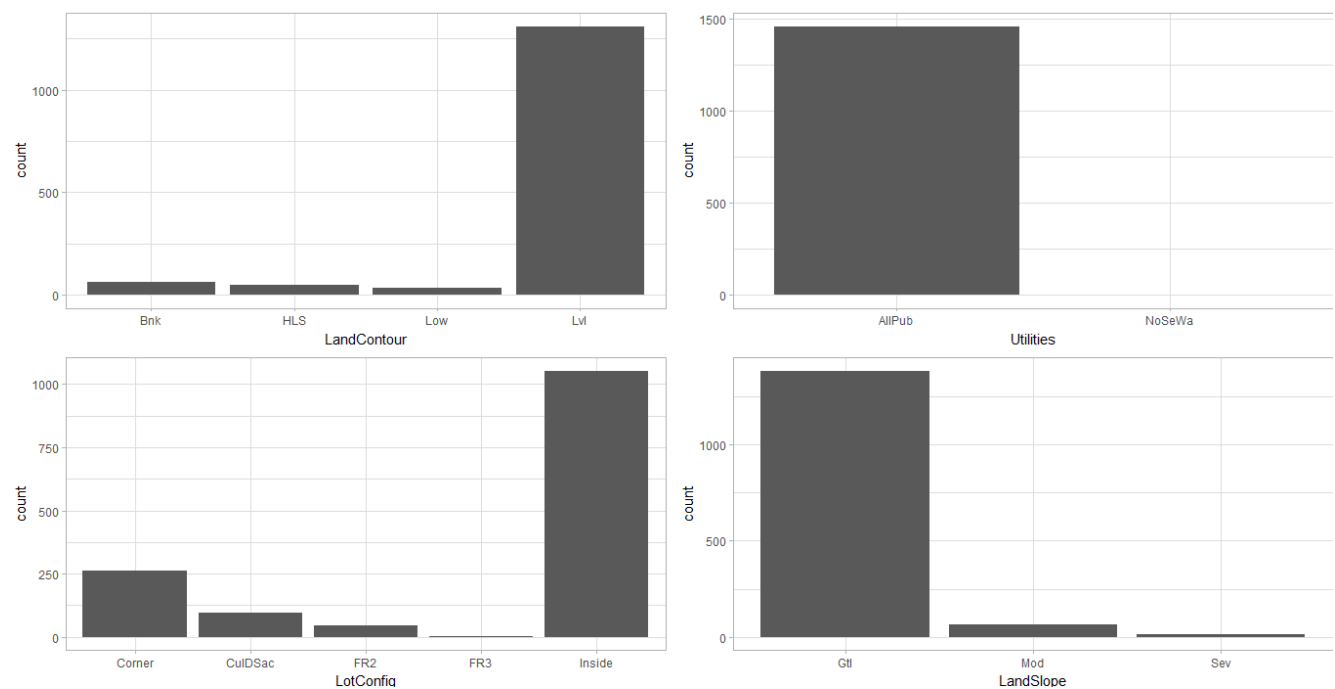 count
1000
500
0
Bnk HLS Low Lvl
LandContour
count
1500
1000
500
0
AllPub NoSeWa
Utilities
count
1000
750
500
250
0
Corner CulDSac FR2 FR3 Inside
LotConfig
count
1000
500
0
Gtl Mod Sev
LandSlope